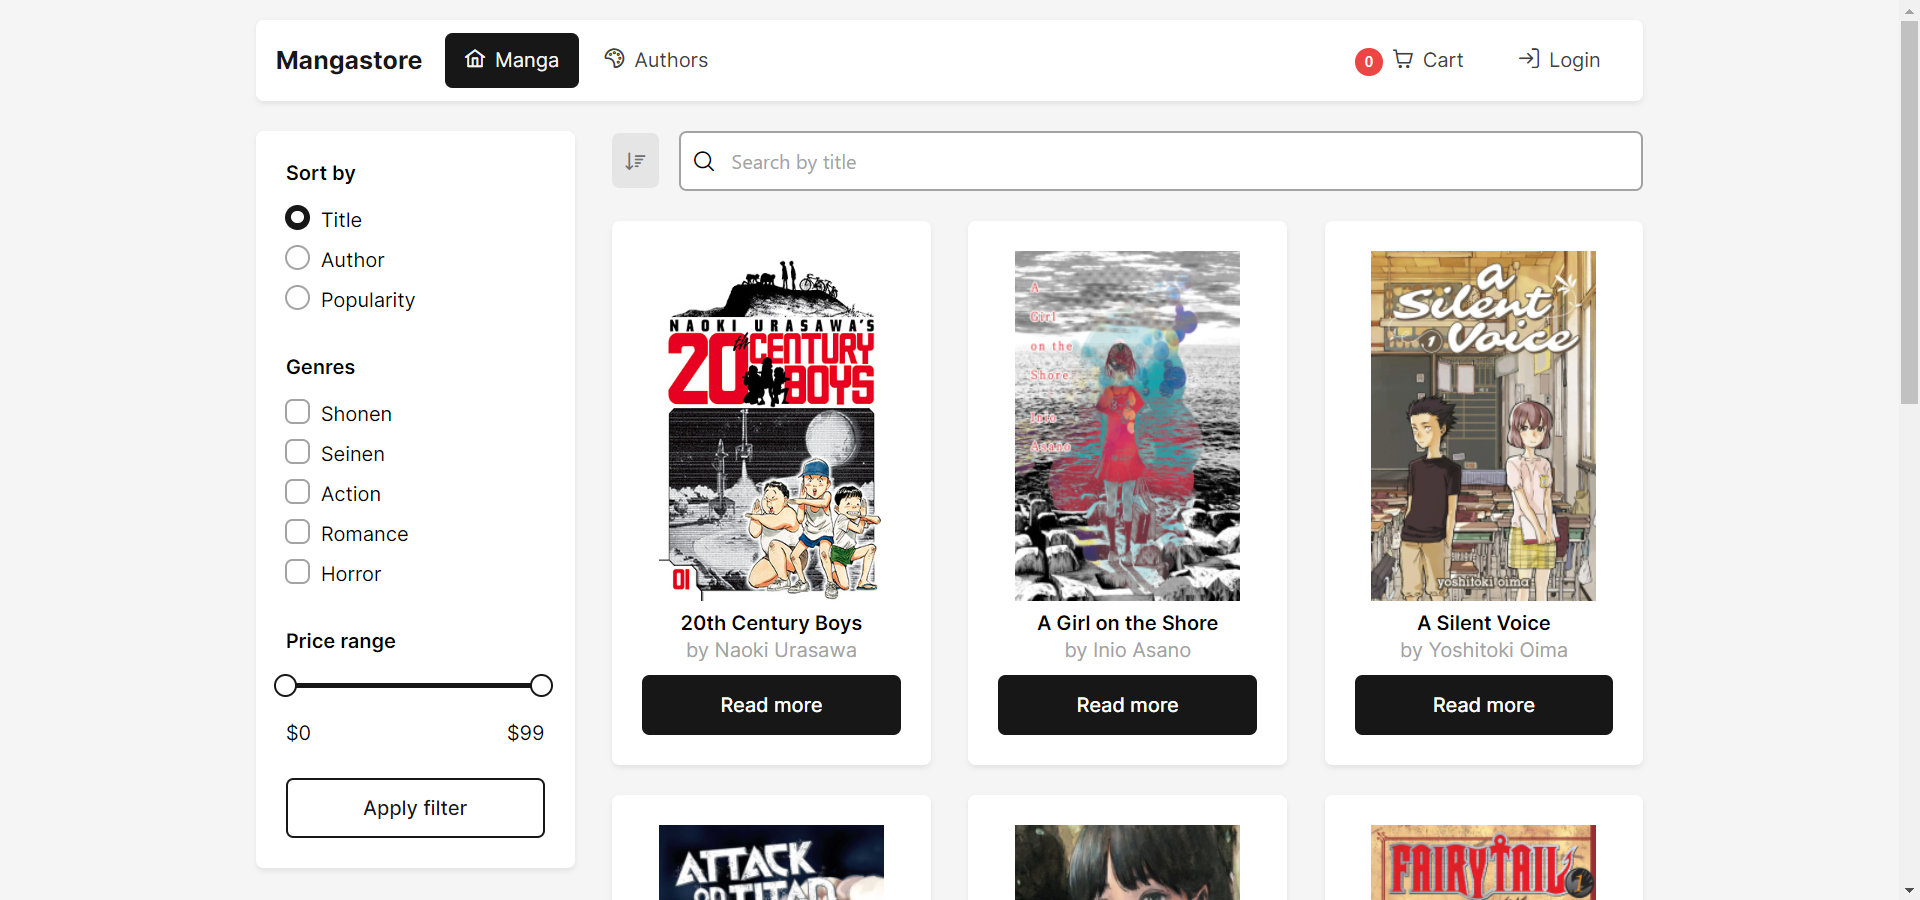 Mangastore
Manga
Authors
0
Cart
Login
Sort by
Title
Author
Popularity
Genres
Shonen
Seinen
Action
Romance
Horror
Price range
$0
$99
Apply filter
Search by title
NAOKI URASAWA'S
20th CENTURY
BOYS
01
20th Century Boys
by Naoki Urasawa
Read more
A
Girl
on the
Shore
Inio
Asano
A Girl on the Shore
by Inio Asano
Read more
a
Silent
Voice
1
yoshitoki oima
A Silent Voice
by Yoshitoki Oima
Read more
ATTACK
ON TITAN
FAIRY TAIL
1